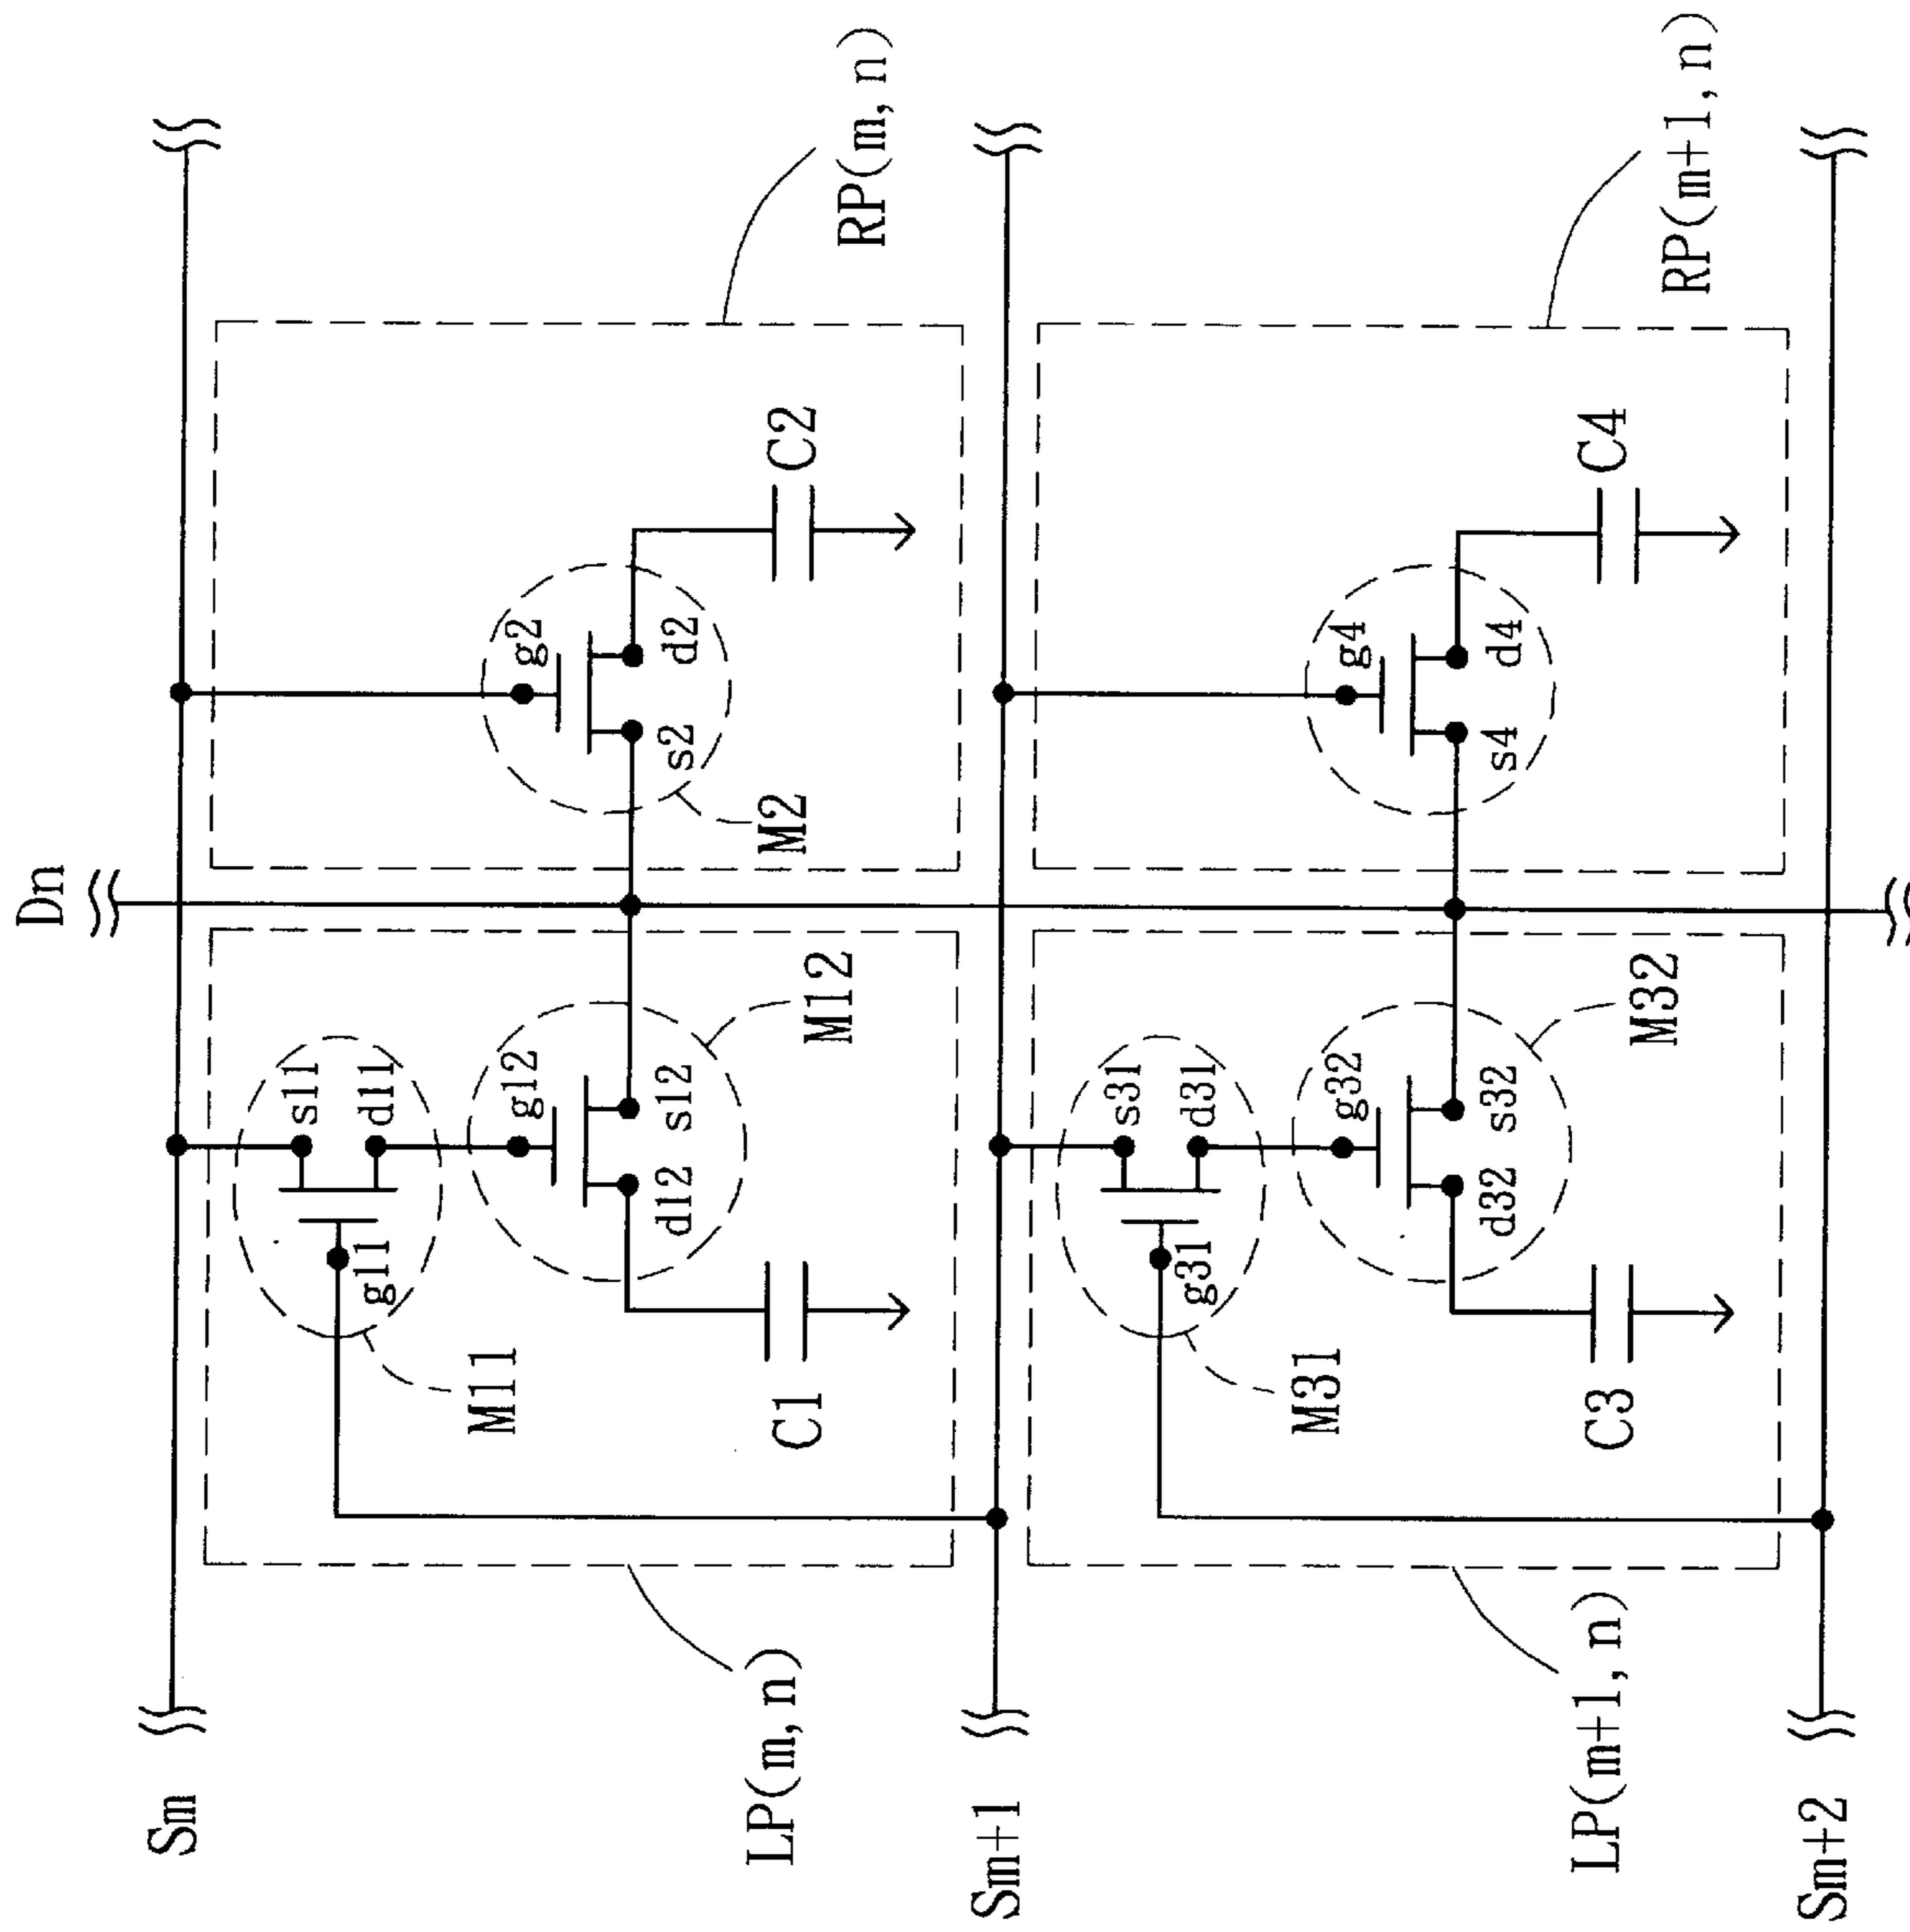 Dn
Sm
s11
d11
g11
M11
g12
d12
s12
M12
C1
LP(m,n)
g2
s2
d2
M2
C2
RP(m,n)
Sm+1
s31
d31
g31
M31
g32
d32
s32
M32
C3
LP(m+1,n)
g4
s4
d4
C4
RP(m+1,n)
Sm+2